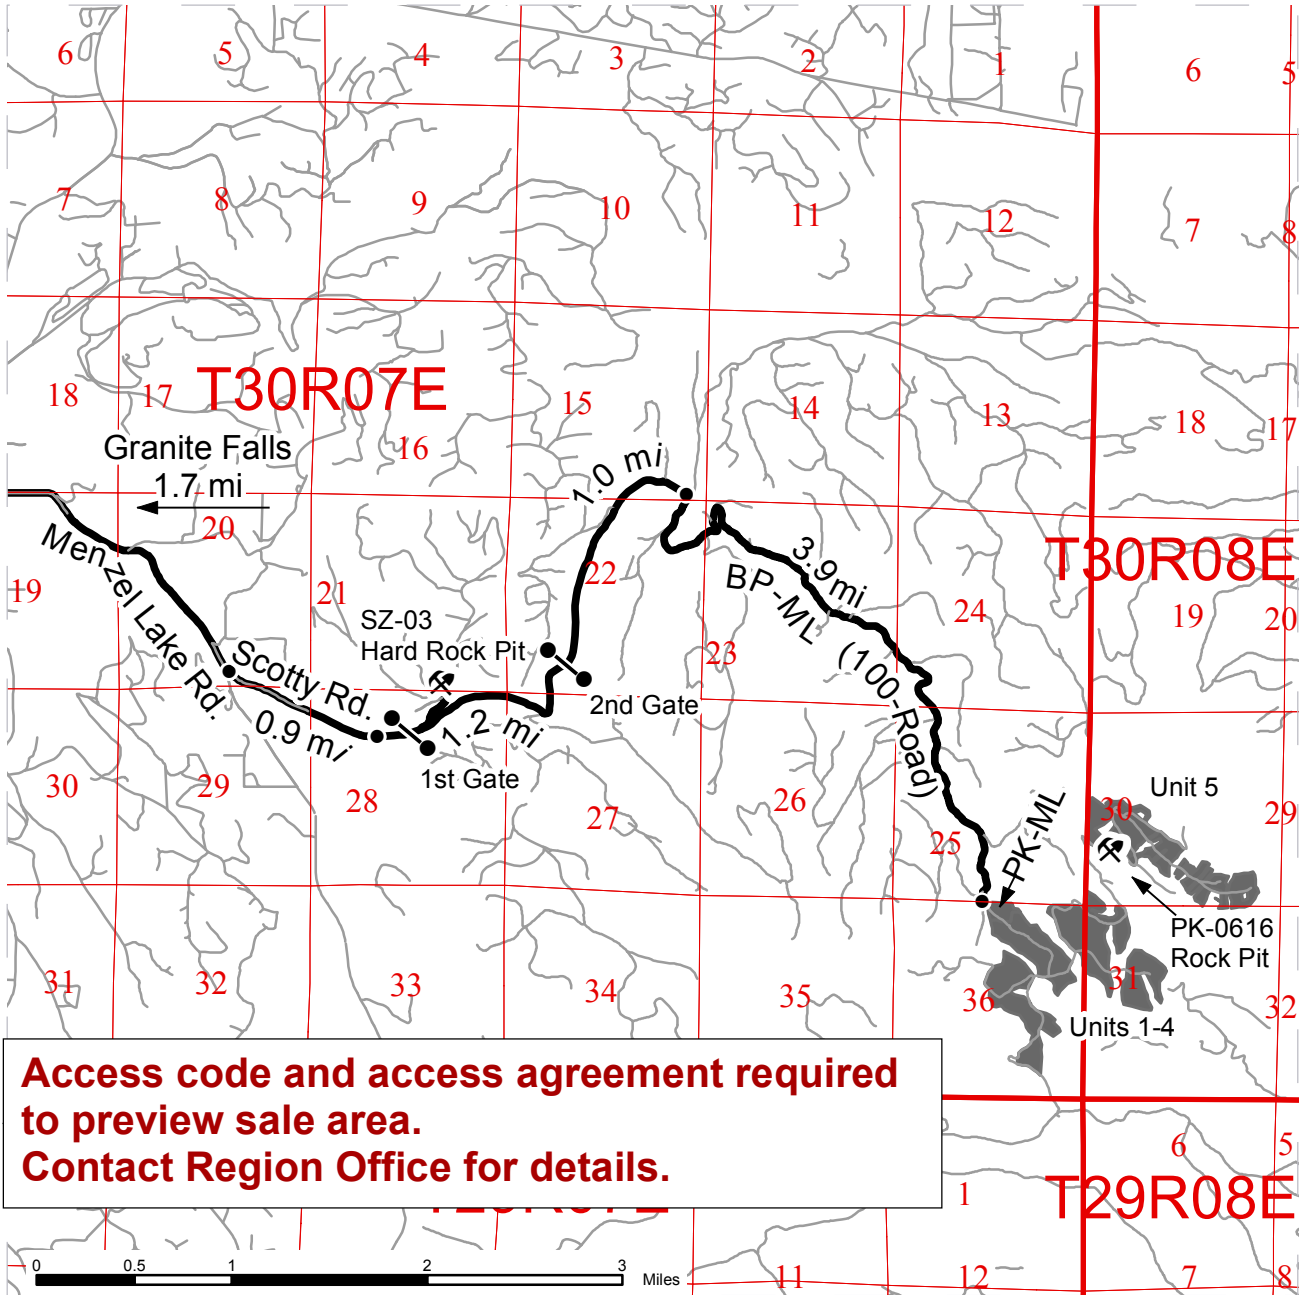 6 5 4 3 2 1 6 5
7 8 9 10 11 12 7 8
T30R07E
18 17 16 15 14 13 18 17
Granite Falls
1.7 mi
1.0 mi
20
Menzel Lake Rd.
3.9mi
T30R08E
19 21 22 23 24 19 20
BP-ML (100-Road)
SZ-03
Hard Rock Pit
Scotty Rd.
0.9 mi
1.2 mi
2nd Gate
1st Gate
30 29 28 27 26 25 30 29
Unit 5
PK-ML
PK-0616
Rock Pit
31 32 33 34 35 36 31 32
Units 1-4
Access code and access agreement required
to preview sale area.
Contact Region Office for details.
1 6 5
T29R08E
11 12 7 8
0 0.5 1 2 3 Miles